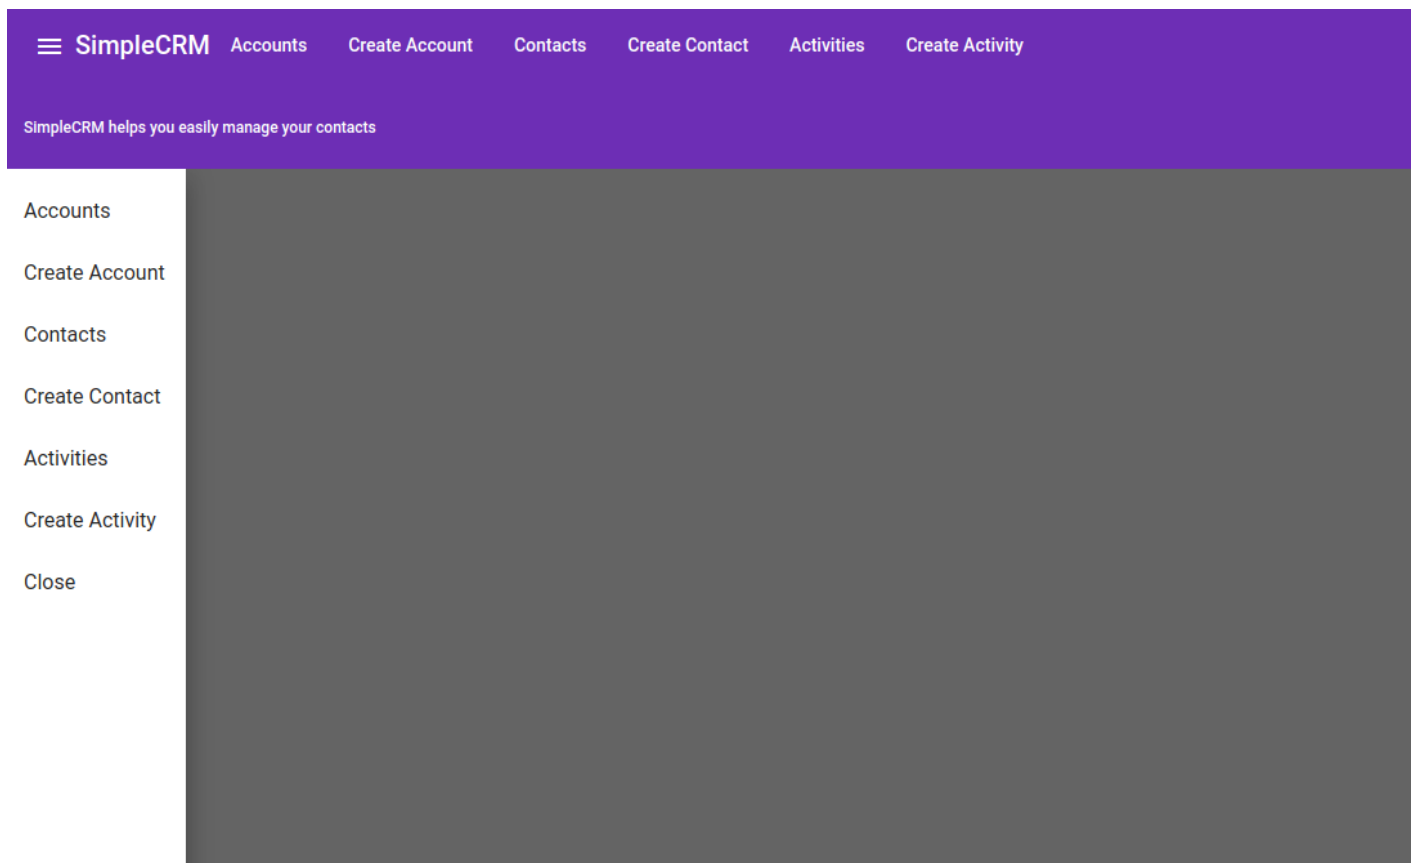 SimpleCRM Accounts Create Account Contacts Create Contact Activities Create Activity
SimpleCRM helps you easily manage your contacts
Accounts
Create Account
Contacts
Create Contact
Activities
Create Activity
Close